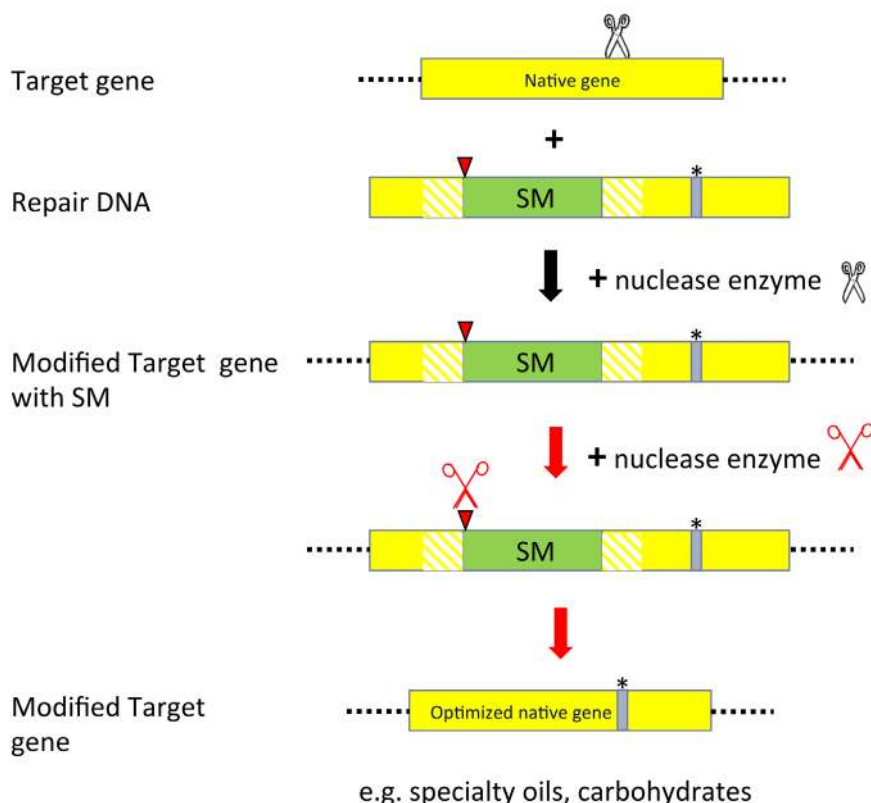 Target gene
Native gene
+
*
Repair DNA
SM
+ nuclease enzyme
*
Modified Target gene
with SM
SM
+ nuclease enzyme
*
SM
Modified Target
gene
*
Optimized native gene
e.g. specialty oils, carbohydrates